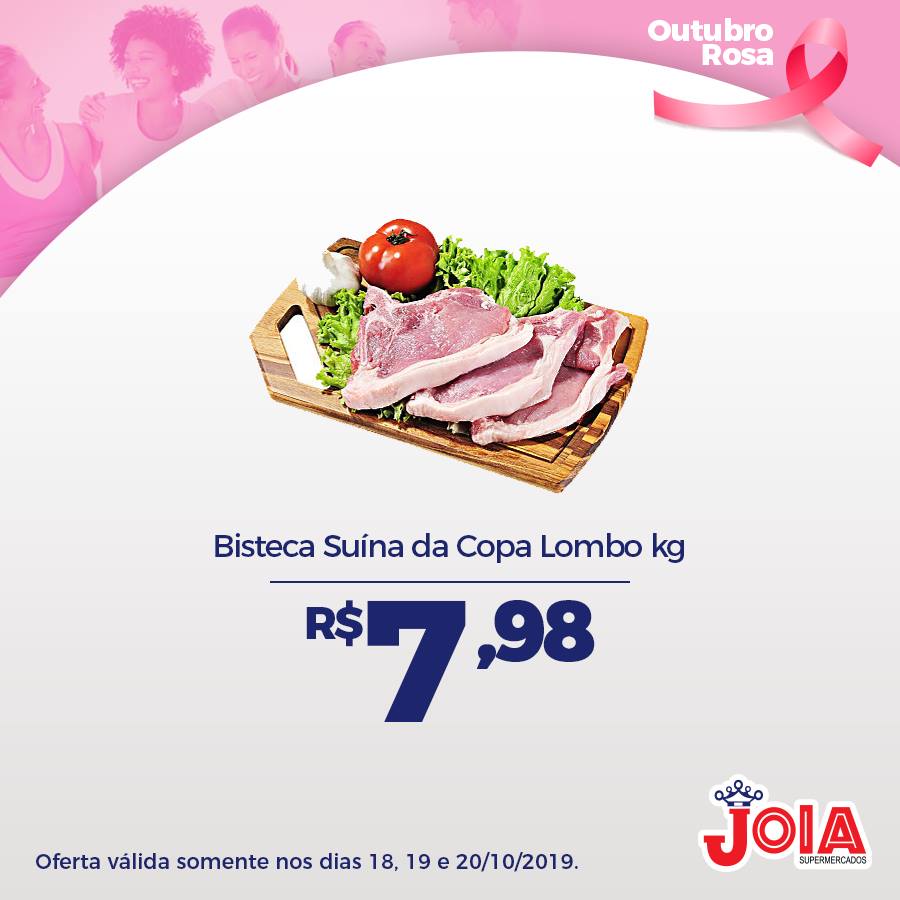 Outubro
Rosa
Bisteca Suína da Copa Lombo kg
R$7,98
Oferta válida somente nos dias 18, 19 e 20/10/2019.
JOIA
SUPERMERCADOS